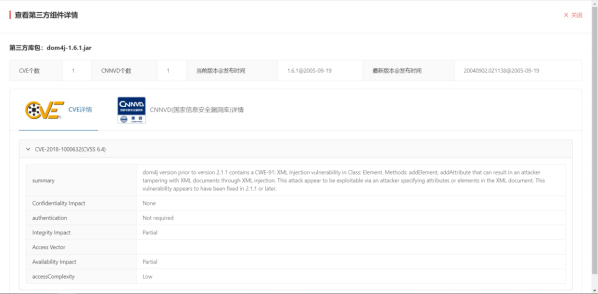 查看第三方组件详情
× 关闭
第三方库包：dom4j-1.6.1.jar
CVE个数 1 CNNVD个数 1 当前版本@发布时间 1.6.1@2005-09-19 最新版本@发布时间 20040902.021138@2005-09-19
CVE CVE详情 CNNVD CNNVD(国家信息安全漏洞库)详情
CVE-2018-1000632(CVSS 6.4)
summary
dom4j version prior to version 2.1.1 contains a CWE-91: XML Injection vulnerability in Class: Element. Methods: addElement, addAttribute that can result in an attacker
tampering with XML documents through XML injection. This attack appear to be exploitable via an attacker specifying attributes or elements in the XML document. This
vulnerability appears to have been fixed in 2.1.1 or later.
Confidentiality Impact None
authentication Not required
Integrity Impact Partial
Access Vector
Availability Impact Partial
accessComplexity Low